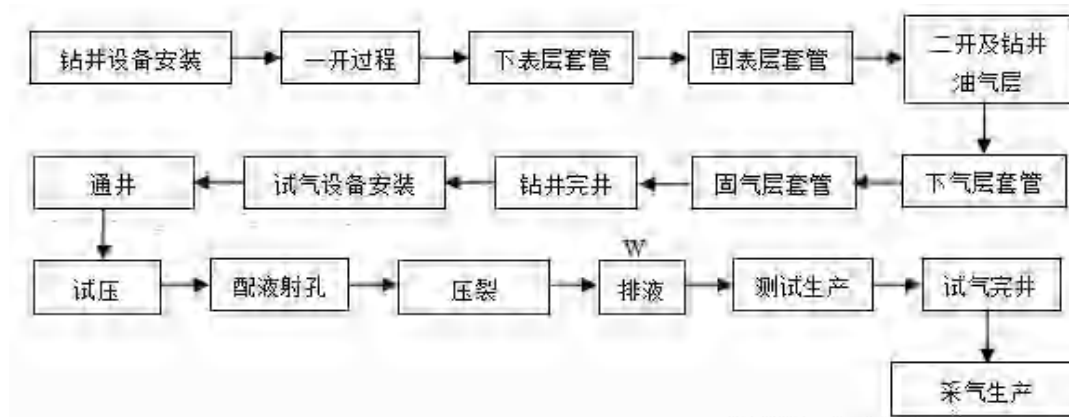 钻井设备安装
一开过程
下表层套管
固表层套管
二开及钻井
油气层
下气层套管
固气层套管
钻井完井
试气设备安装
通井
试压
配液射孔
压裂
W
排液
测试生产
试气完井
采气生产